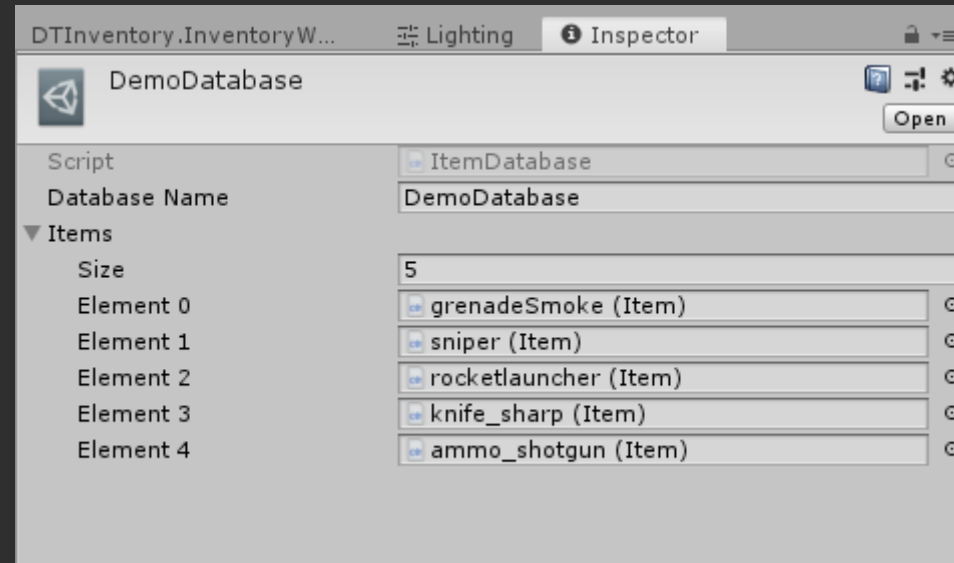 DTInventory.InventoryW... Lighting Inspector
DemoDatabase
Open
Script ItemDatabase
Database Name DemoDatabase
Items
Size 5
Element 0 grenadeSmoke (Item)
Element 1 sniper (Item)
Element 2 rocketlauncher (Item)
Element 3 knife_sharp (Item)
Element 4 ammo_shotgun (Item)